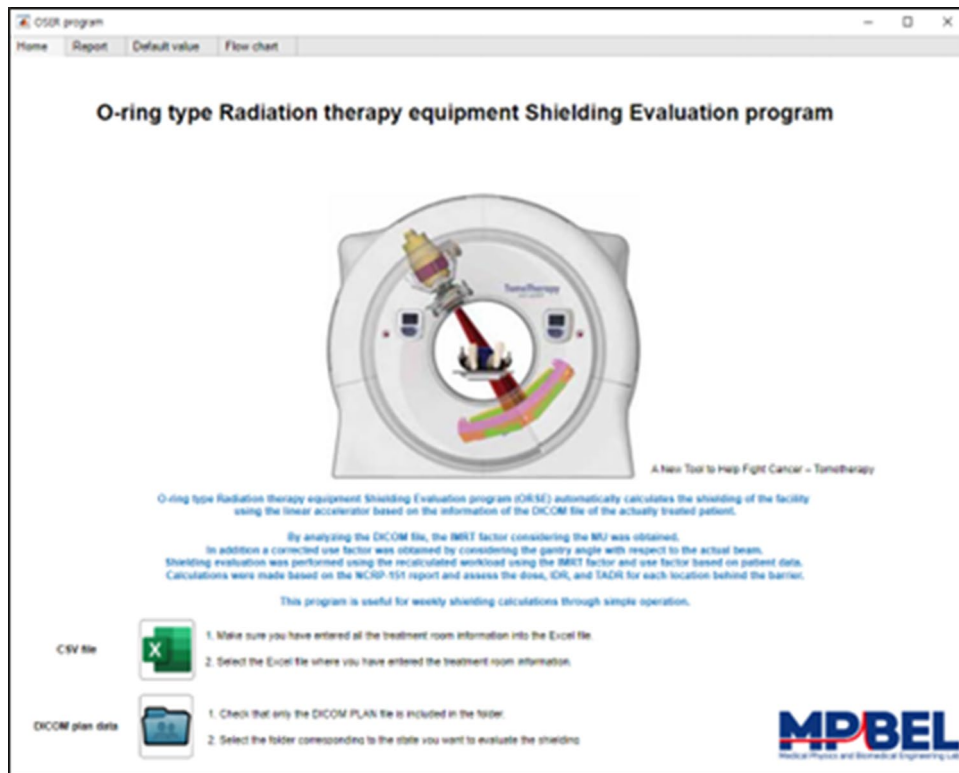 OSER program
Home Report Default value Flow chart
O-ring type Radiation therapy equipment Shielding Evaluation program
TomoTherapy
A New Tool to Help Fight Cancer – Tomotherapy
O-ring type Radiation therapy equipment Shielding Evaluation program (ORSE) automatically calculates the shielding of the facility
using the linear accelerator based on the information of the DICOM file of the actually treated patient.
By analyzing the DICOM file, the IMRT factor considering the MU was obtained.
In addition a corrected use factor was obtained by considering the gantry angle with respect to the actual beam.
Shielding evaluation was performed using the recalculated workload using the IMRT factor and use factor based on patient data.
Calculations were made based on the NCRP-151 report and assess the dose, IDR, and TADR for each location behind the barrier.
This program is useful for weekly shielding calculations through simple operation.
CSV file
1. Make sure you have entered all the treatment room information into the Excel file.
2. Select the Excel file where you have entered the treatment room information.
DICOM plan data
1. Check that only the DICOM PLAN file is included in the folder.
2. Select the folder corresponding to the state you want to evaluate the shielding
MPBEL
Medical Physics and Biomedical Engineering Lab